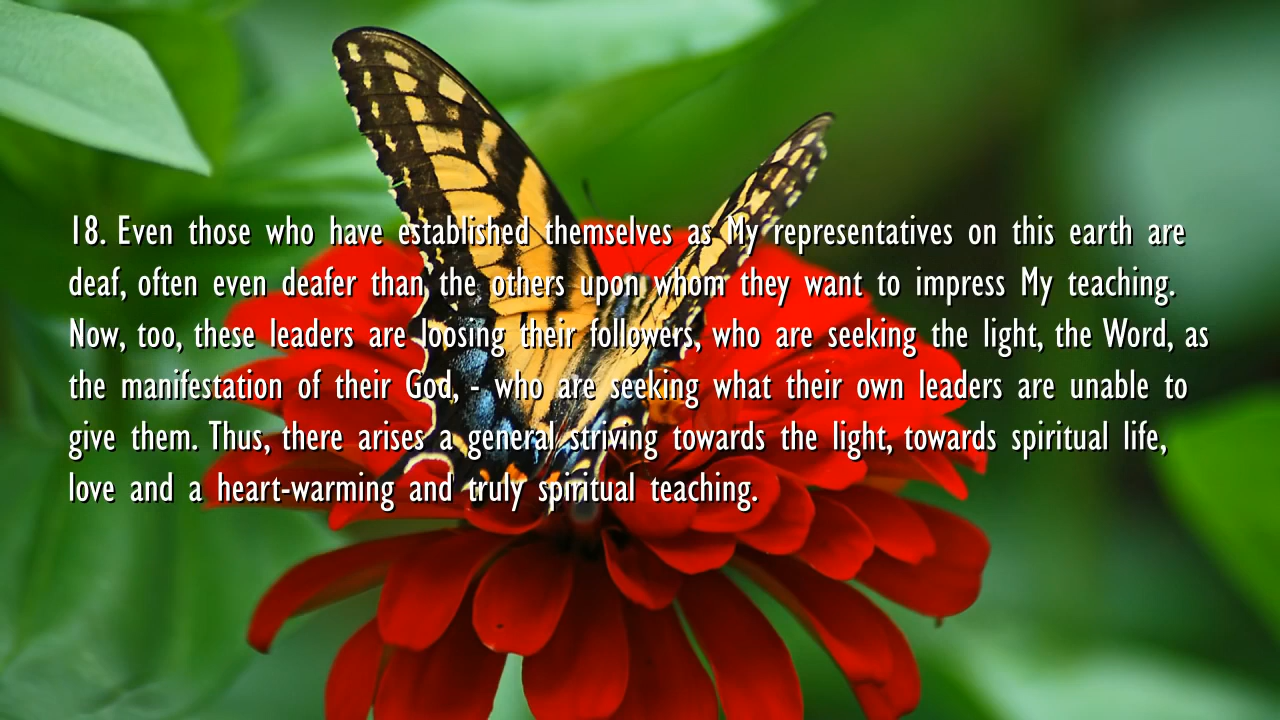 18. Even those who have established themselves as My representatives on this earth are
deaf, often even deafer than the others upon whom they want to impress My teaching.
Now, too, these leaders are loosing their followers, who are seeking the light, the Word, as
the manifestation of their God, - who are seeking what their own leaders are unable to
give them. Thus, there arises a general striving towards the light, towards spiritual life,
love and a heart-warming and truly spiritual teaching.